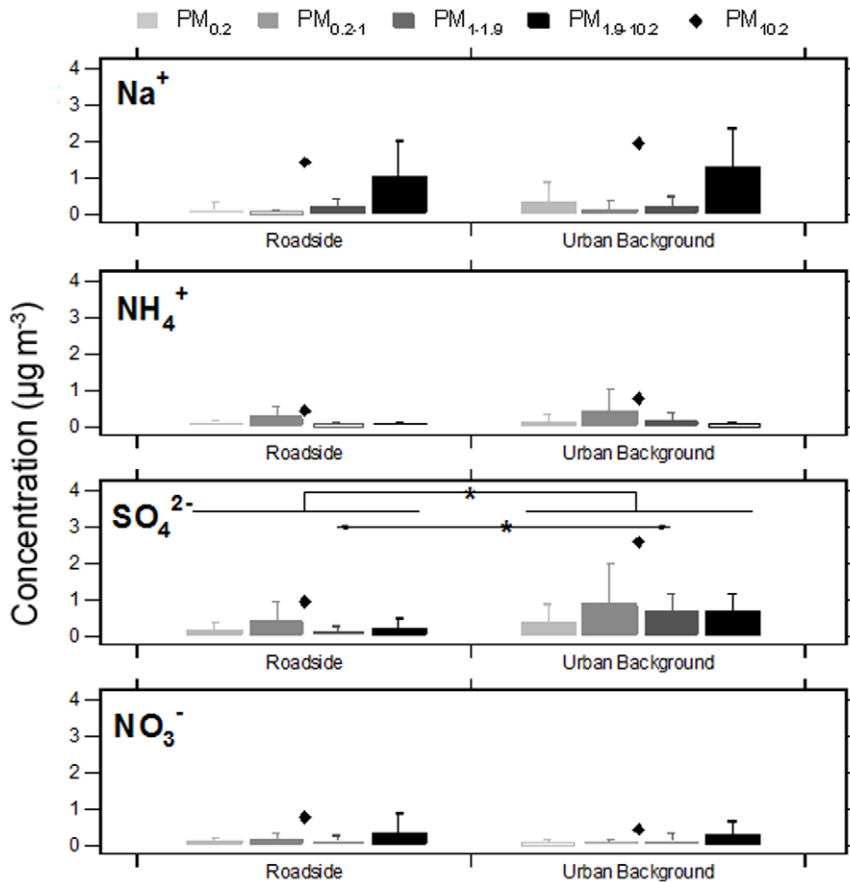 PM0.2 PM0.2-1 PM1-1.9 PM1.9-10.2 PM10.2
Concentration (µg m-3)
Na+
4
3
2
1
0
Roadside Urban Background
NH4+
4
3
2
1
0
Roadside Urban Background
SO42-
4
3
2
1
0
*
*
Roadside Urban Background
NO3-
4
3
2
1
0
Roadside Urban Background